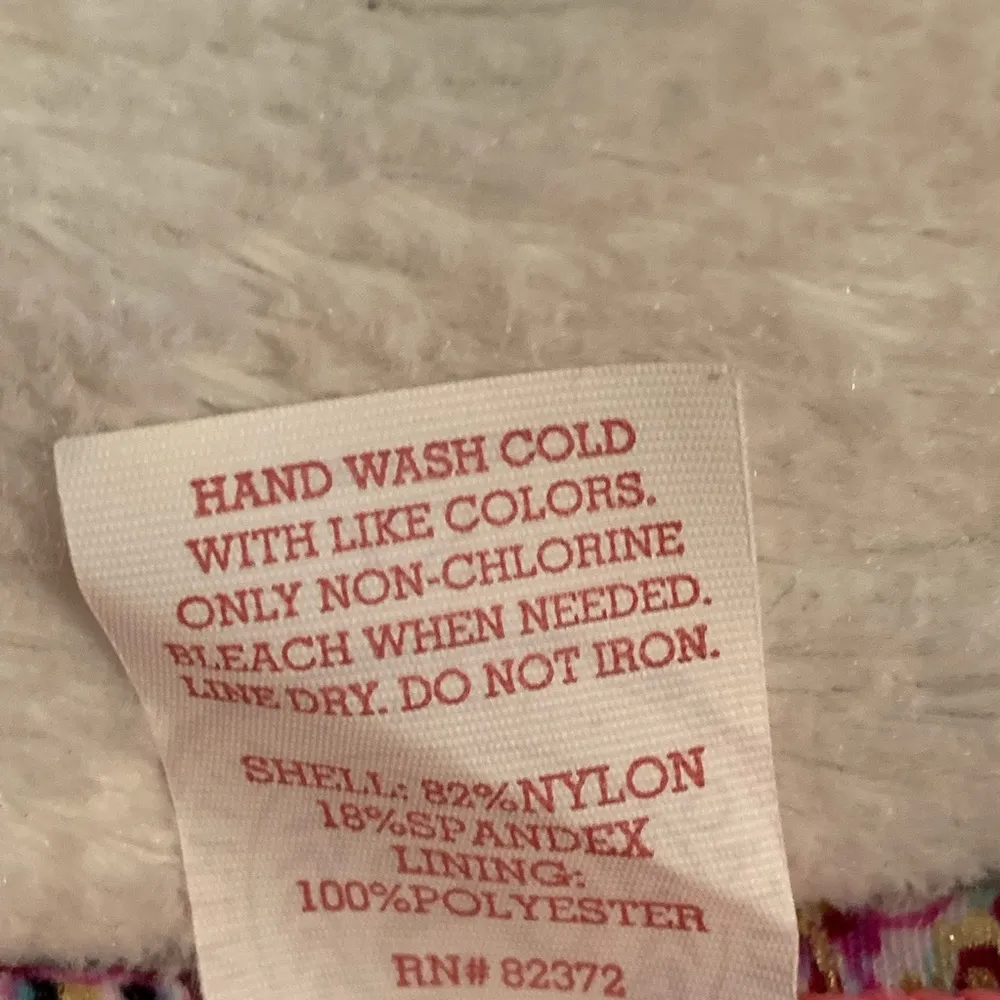 HAND WASH COLD
WITH LIKE COLORS.
ONLY NON-CHLORINE
BLEACH WHEN NEEDED.
LINE DRY. DO NOT IRON.
SHELL: 82%NYLON
18%SPANDEX
LINING:
100%POLYESTER
RN# 82372